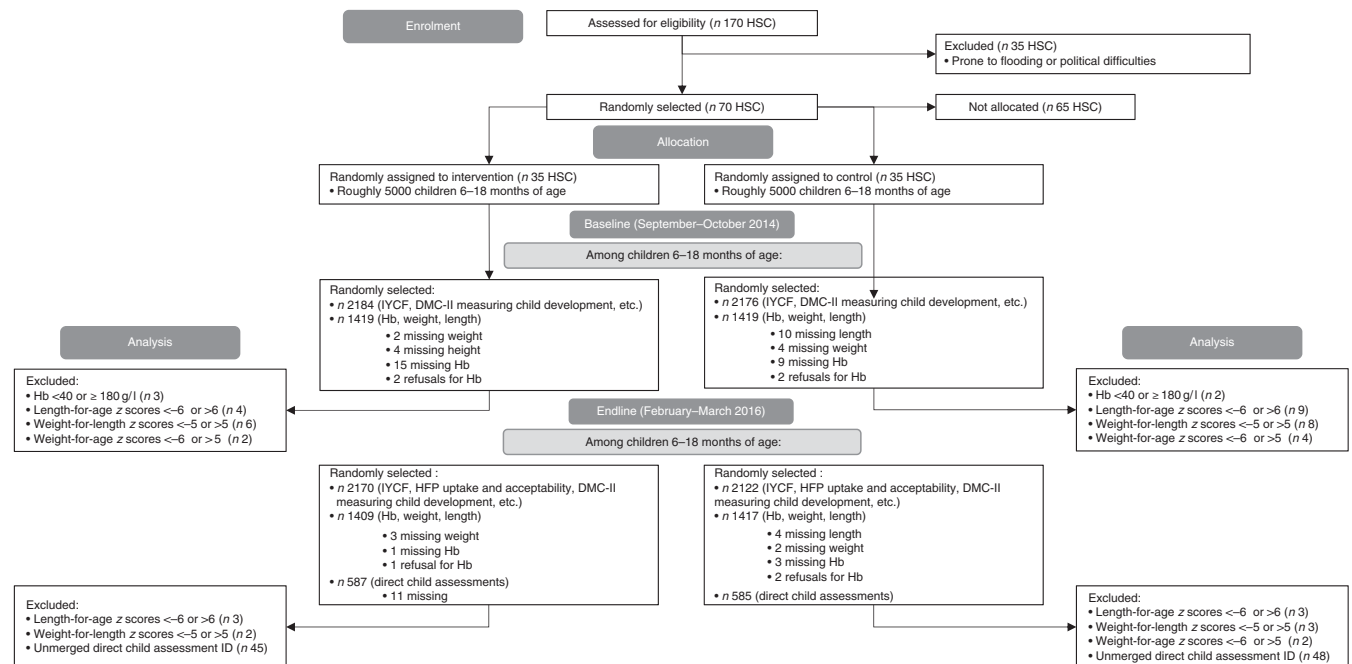 Enrolment
Assessed for eligibility (n 170 HSC)
Excluded (n 35 HSC)
• Prone to flooding or political difficulties
Randomly selected (n 70 HSC)
Not allocated (n 65 HSC)
Allocation
Randomly assigned to intervention (n 35 HSC)
• Roughly 5000 children 6–18 months of age
Randomly assigned to control (n 35 HSC)
• Roughly 5000 children 6–18 months of age
Baseline (September–October 2014)
Among children 6–18 months of age:
Randomly selected:
• n 2184 (IYCF, DMC-II measuring child development, etc.)
• n 1419 (Hb, weight, length)
• 2 missing weight
• 4 missing height
• 15 missing Hb
• 2 refusals for Hb
Randomly selected:
• n 2176 (IYCF, DMC-II measuring child development, etc.)
• n 1419 (Hb, weight, length)
• 10 missing length
• 4 missing weight
• 9 missing Hb
• 2 refusals for Hb
Analysis
Excluded:
• Hb <40 or ≥ 180 g/l (n 3)
• Length-for-age z scores <–6 or >6 (n 4)
• Weight-for-length z scores <–5 or >5 (n 6)
• Weight-for-age z scores <–6 or > 5 (n 2)
Analysis
Excluded:
• Hb <40 or ≥ 180 g/l (n 2)
• Length-for-age z scores <–6 or >6 (n 9)
• Weight-for-length z scores <–5 or >5 (n 8)
• Weight-for-age z scores <–6 or >5 (n 4)
Endline (February–March 2016)
Among children 6–18 months of age:
Randomly selected :
• n 2170 (IYCF, HFP uptake and acceptability, DMC-II
measuring child development, etc.)
• n 1409 (Hb, weight, length)
• 3 missing weight
• 1 missing Hb
• 1 refusal for Hb
• n 587 (direct child assessments)
• 11 missing
Randomly selected :
• n 2122 (IYCF, HFP uptake and acceptability, DMC-II
measuring child development, etc.)
• n 1417 (Hb, weight, length)
• 4 missing length
• 2 missing weight
• 3 missing Hb
• 2 refusals for Hb
• n 585 (direct child assessments)
Excluded:
• Length-for-age z scores <–6 or >6 (n 3)
• Weight-for-length z scores <–5 or >5 (n 2)
• Unmerged direct child assessment ID (n 45)
Excluded:
• Length-for-age z scores <–6 or >6 (n 3)
• Weight-for-length z scores <–5 or >5 (n 3)
• Weight-for-age z scores <–6 or >5 (n 2)
• Unmerged direct child assessment ID (n 48)